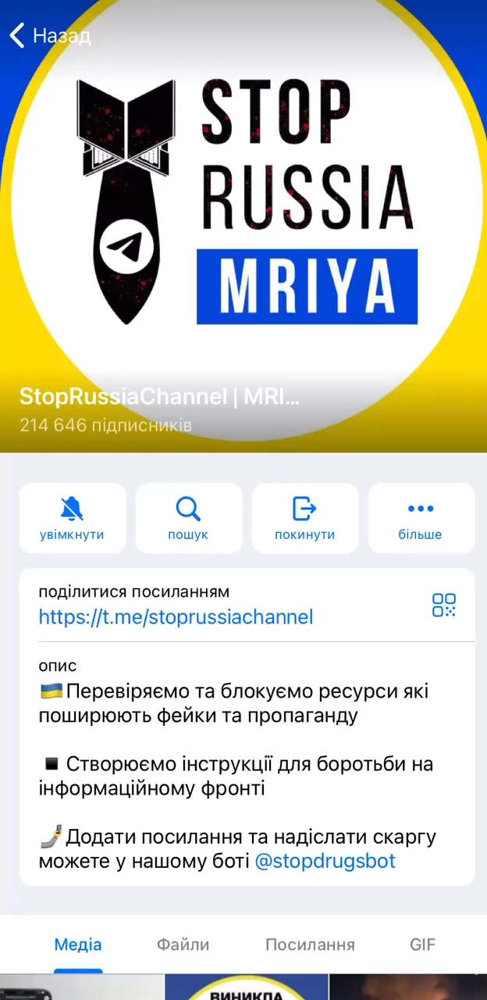 Назад
STOP
RUSSIA
MRIYA
StopRussiaChannel | MRI...
214 646 підписників
увімкнути
пошук
покинути
більше
поділитися посиланням
https://t.me/stoprussiachannel
опис
🇺🇦Перевіряємо та блокуємо ресурси які
поширюють фейки та пропаганду
▪️Створюємо інструкції для боротьби на
інформаційному фронті
🤳Додати посилання та надіслати скаргу
можете у нашому боті @stopdrugsbot
Медіа
Файли
Посилання
GIF
ВИНИКЛА